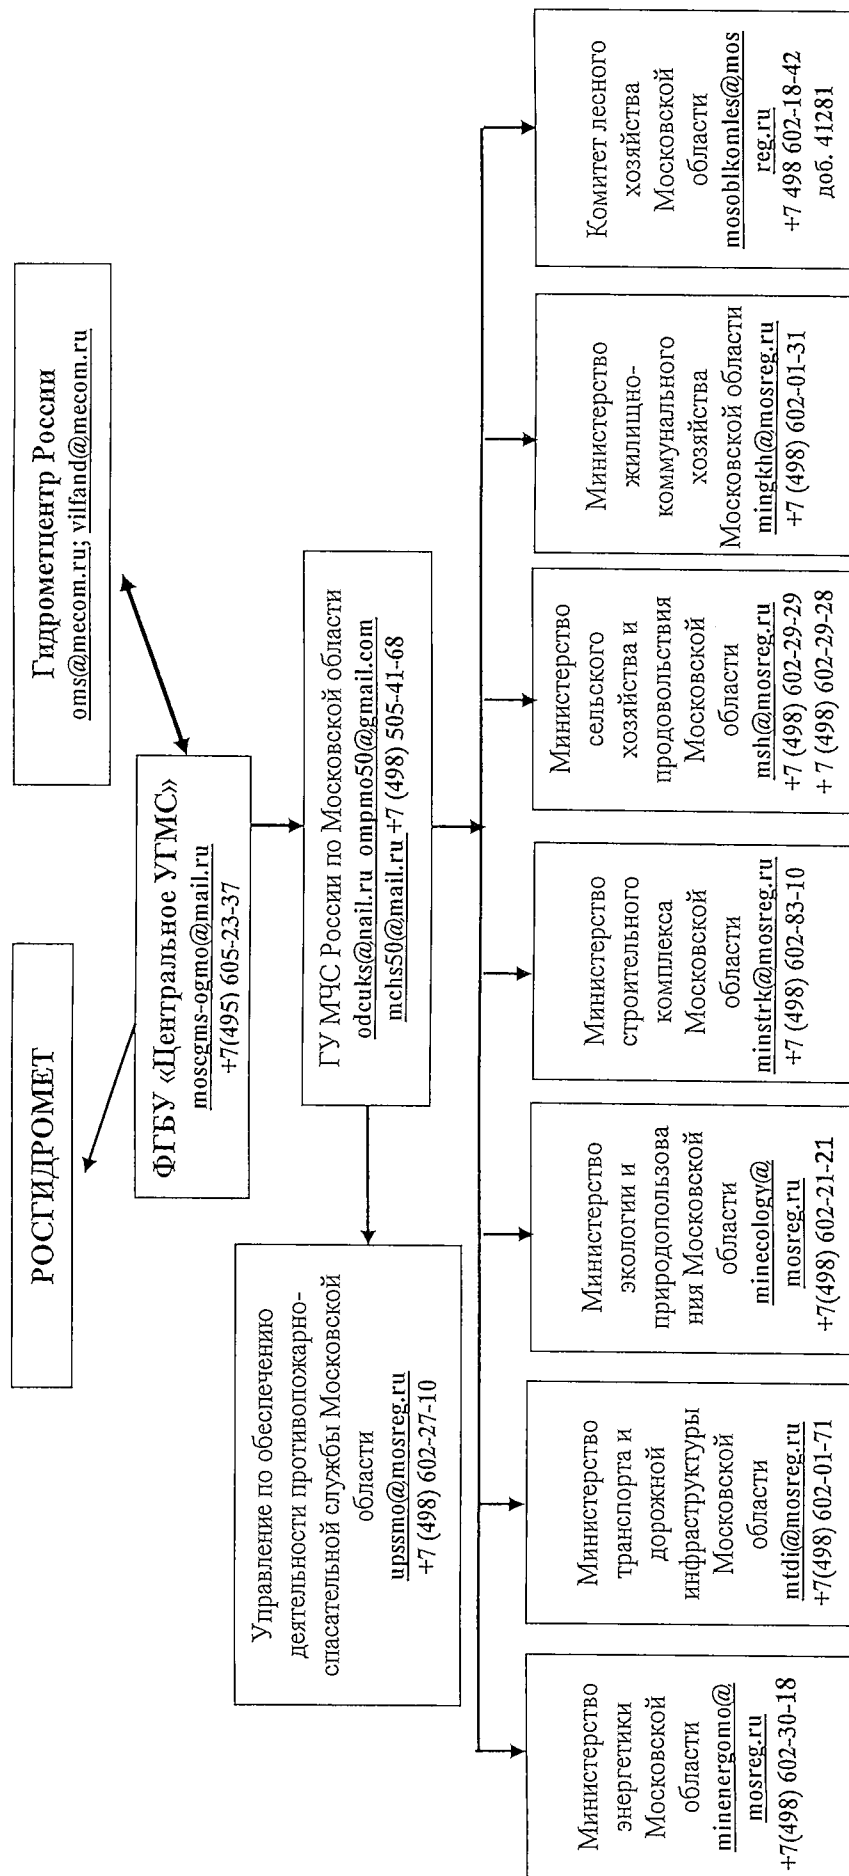 РОСГИДРОМЕТ
Гидрометцентр России
oms@mecom.ru; vilfand@mecom.ru
ФГБУ «Центральное УГМС»
moscgms-ogmo@mail.ru
+7(495) 605-23-37
Управление по обеспечению
деятельности противопожарно-
спасательной службы Московской
области
upssmo@mosreg.ru
+7 (498) 602-27-10
ГУ МЧС России по Московской области
odcuks@nail.ru ompmo50@gmail.com
mchs50@mail.ru +7 (498) 505-41-68
Министерство
энергетики
Московской
области
minenergomo@
mosreg.ru
+7(498) 602-30-18
Министерство
транспорта и
дорожной
инфраструктуры
Московской
области
mtdi@mosreg.ru
+7(498) 602-01-71
Министерство
экологии и
природопользова
ния Московской
области
minecology@
mosreg.ru
+7(498) 602-21-21
Министерство
строительного
комплекса
Московской
области
minstrk@mosreg.ru
+7 (498) 602-83-10
Министерство
сельского
хозяйства и
продовольствия
Московской
области
msh@mosreg.ru
+7 (498) 602-29-29
+ 7 (498) 602-29-28
Министерство
жилищно-
коммунального
хозяйства
Московской области
mingkh@mosreg.ru
+7 (498) 602-01-31
Комитет лесного
хозяйства
Московской
области
mosoblkomles@mos
reg.ru
+7 498 602-18-42
доб. 41281